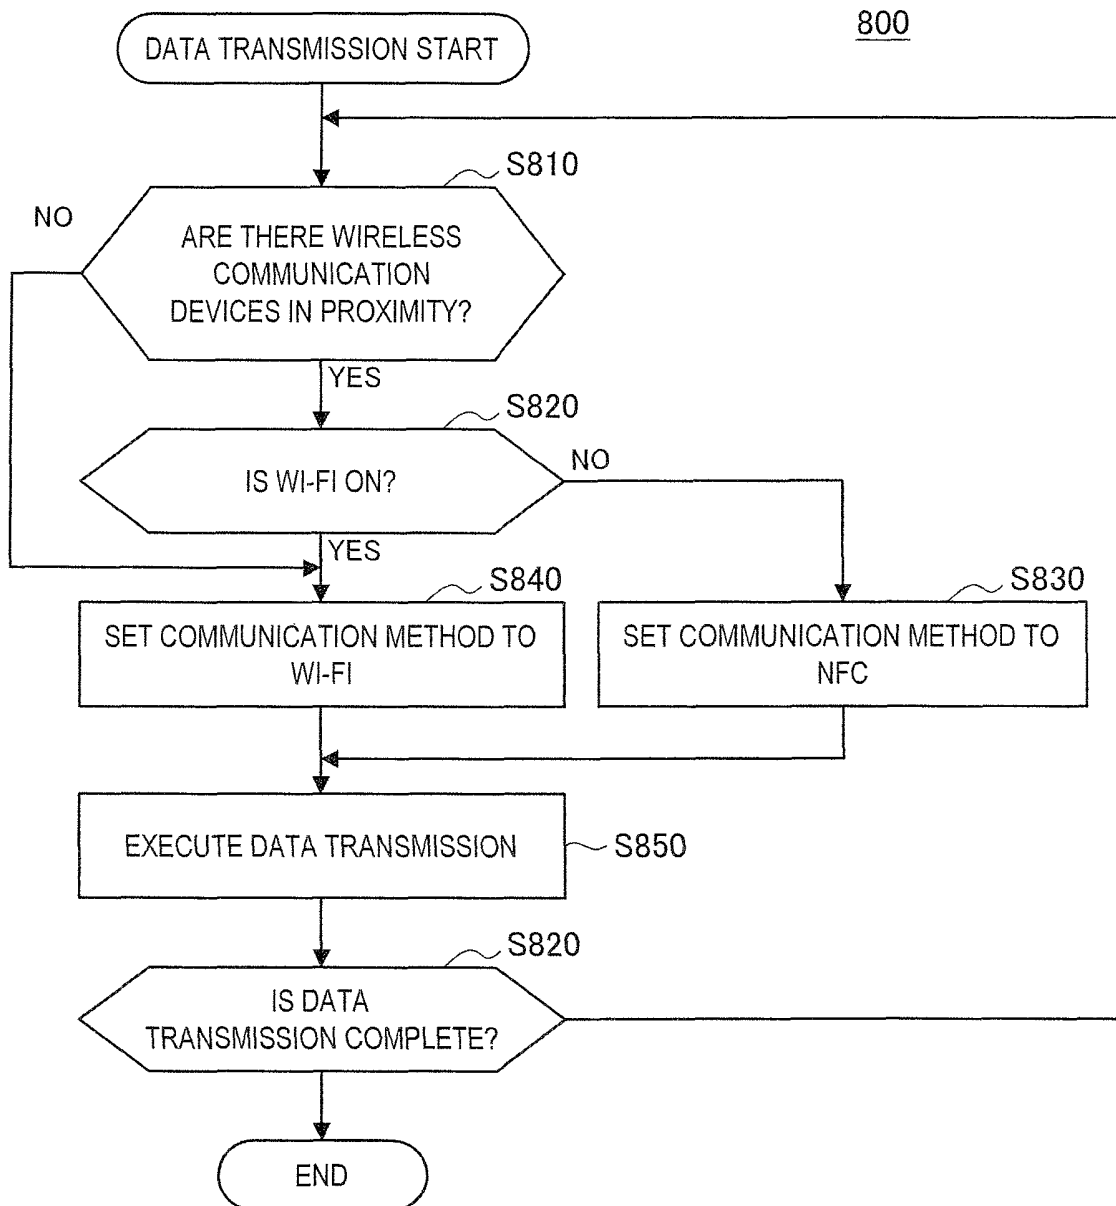 800
DATA TRANSMISSION START
S810
NO
ARE THERE WIRELESS
COMMUNICATION
DEVICES IN PROXIMITY?
YES
S820
IS WI-FI ON?
NO
YES
S840
SET COMMUNICATION METHOD TO
WI-FI
S830
SET COMMUNICATION METHOD TO
NFC
EXECUTE DATA TRANSMISSION
S850
S820
IS DATA
TRANSMISSION COMPLETE?
END